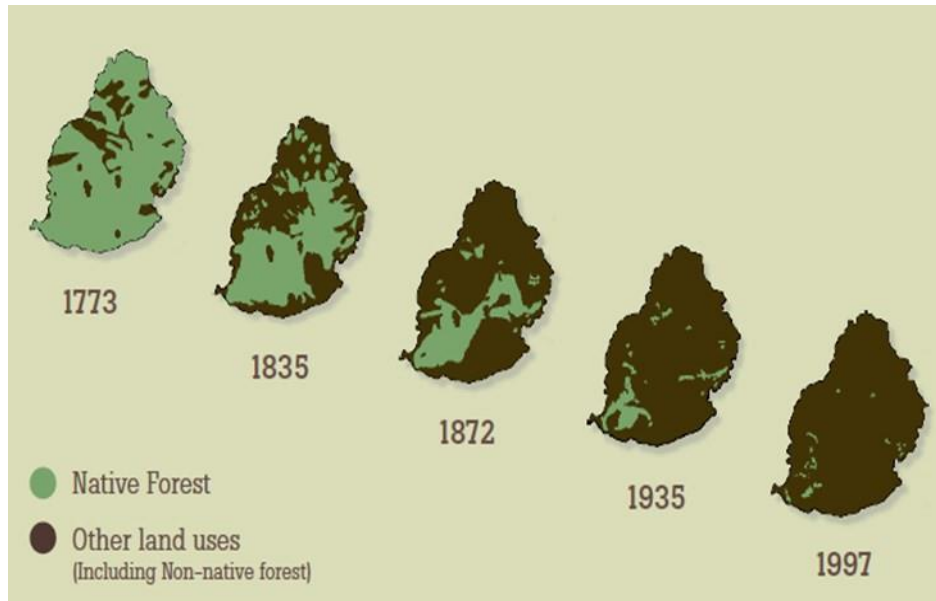 1773
1835
1872
1935
1997
Native Forest
Other land uses
(Including Non-native forest)